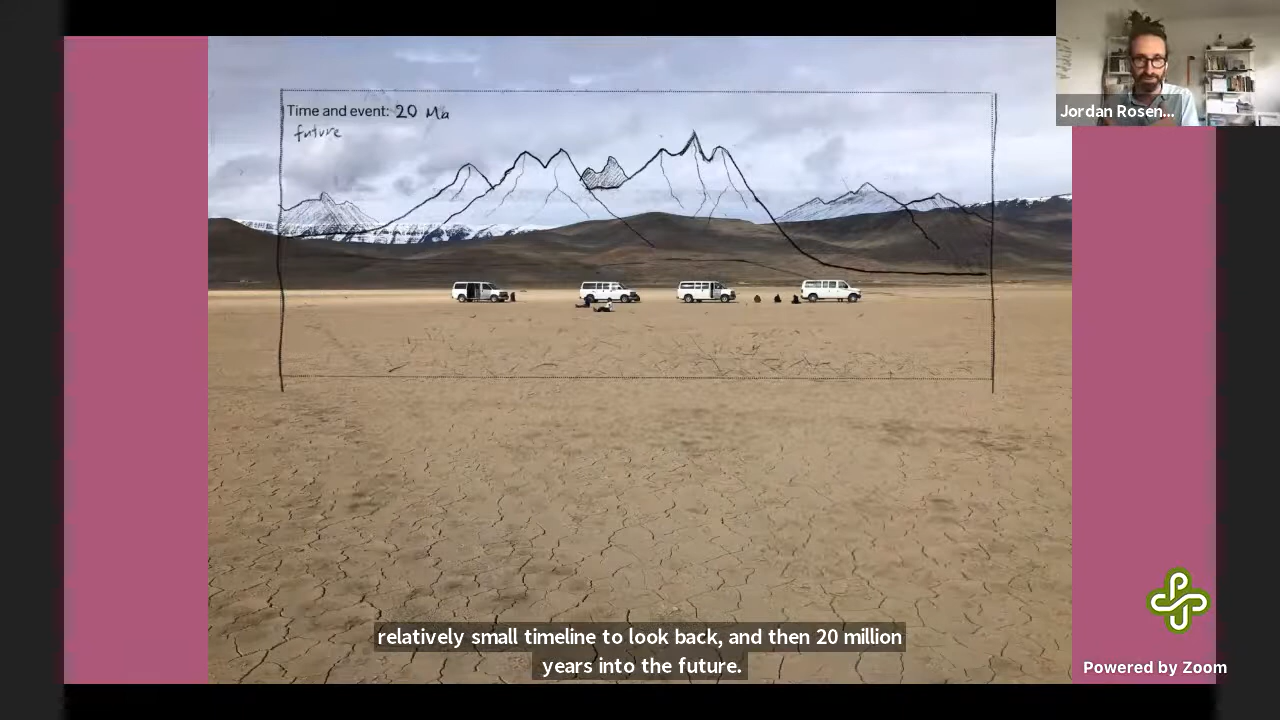 Jordan Rosen...
Time and event: 20 Ma
future
relatively small timeline to look back, and then 20 million
years into the future.
Powered by Zoom